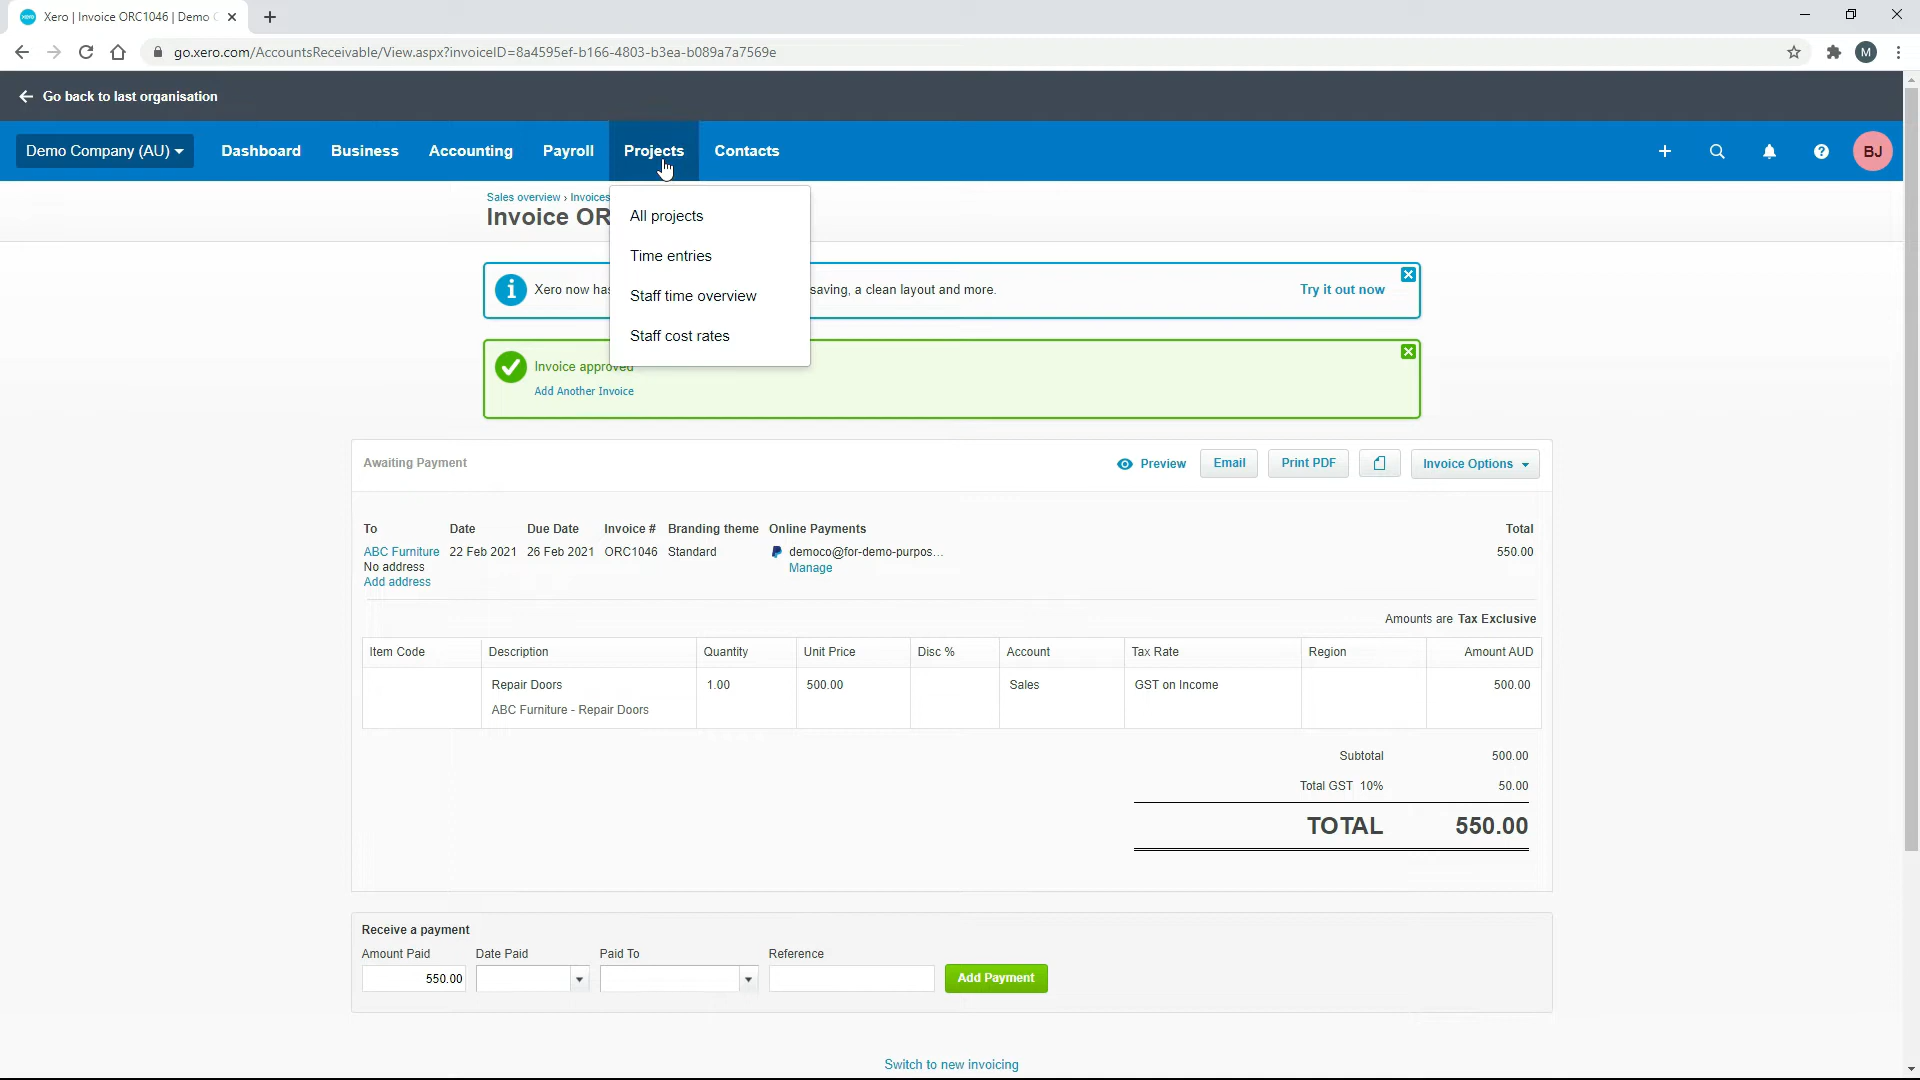 Xero | Invoice ORC1046 | Demo
go.xero.com/AccountsReceivable/View.aspx?invoiceID=8a4595ef-b166-4803-b3ea-b089a7a7569e
M
Go back to last organisation
Demo Company (AU) Dashboard Business Accounting Payroll Projects Contacts BJ
Sales overview › Invoices
Invoice OR
All projects
Time entries
Staff time overview
Staff cost rates
Xero now has saving, a clean layout and more. Try it out now
Invoice approved
Add Another Invoice
Awaiting Payment Preview Email Print PDF Invoice Options
To Date Due Date Invoice # Branding theme Online Payments Total
ABC Furniture 22 Feb 2021 26 Feb 2021 ORC1046 Standard democo@for-demo-purpos... 550.00
No address Manage
Add address
Amounts are Tax Exclusive
Item Code Description Quantity Unit Price Disc % Account Tax Rate Region Amount AUD
Repair Doors 1.00 500.00 Sales GST on Income 500.00
ABC Furniture - Repair Doors
Subtotal 500.00
Total GST 10% 50.00
TOTAL 550.00
Receive a payment
Amount Paid Date Paid Paid To Reference
550.00 Add Payment
Switch to new invoicing